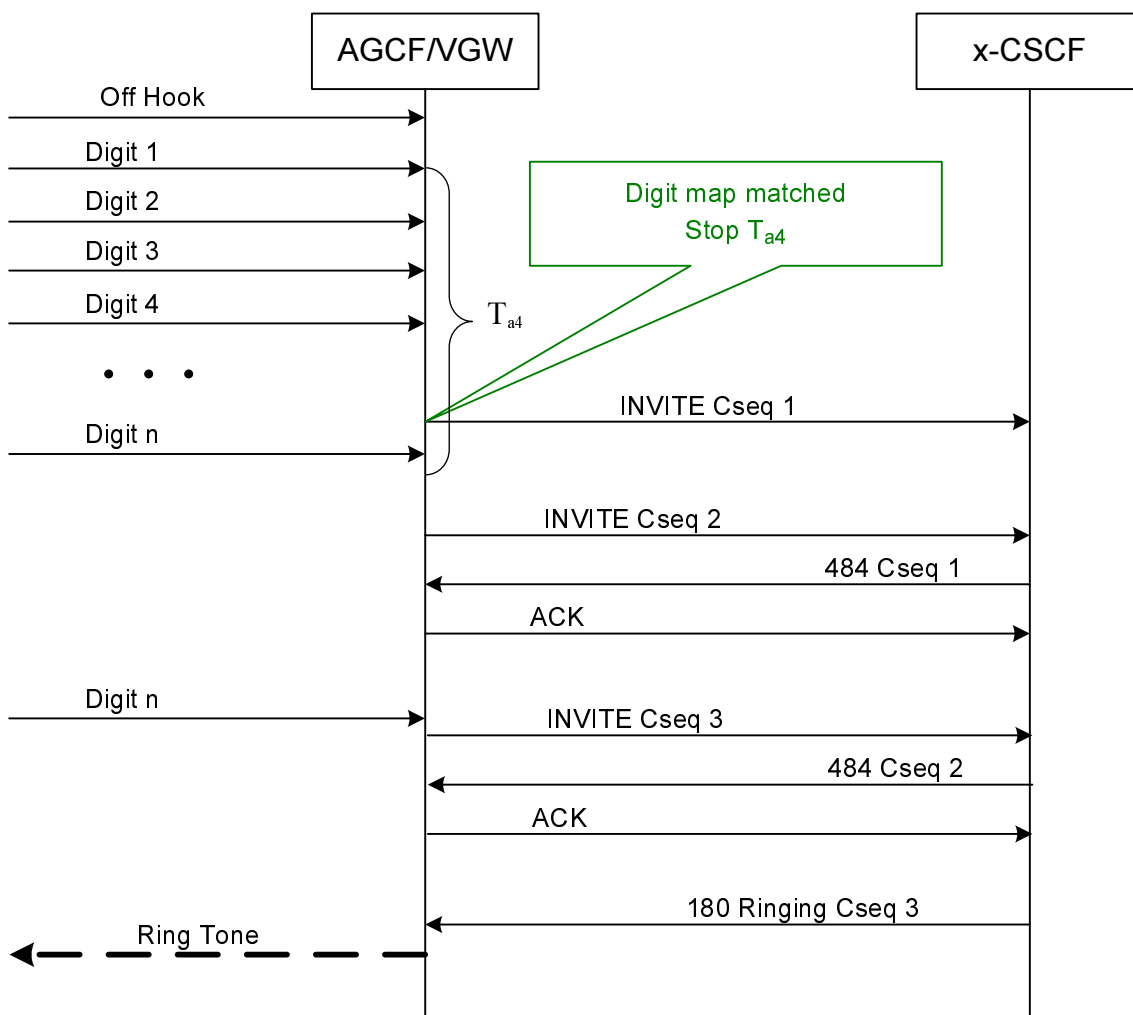 AGCF/VGW
x-CSCF
Off Hook
Digit 1
Digit 2
Digit map matched
Stop Ta4
Digit 3
Digit 4
Ta4
• • •
INVITE Cseq 1
Digit n
INVITE Cseq 2
484 Cseq 1
ACK
Digit n
INVITE Cseq 3
484 Cseq 2
ACK
180 Ringing Cseq 3
Ring Tone